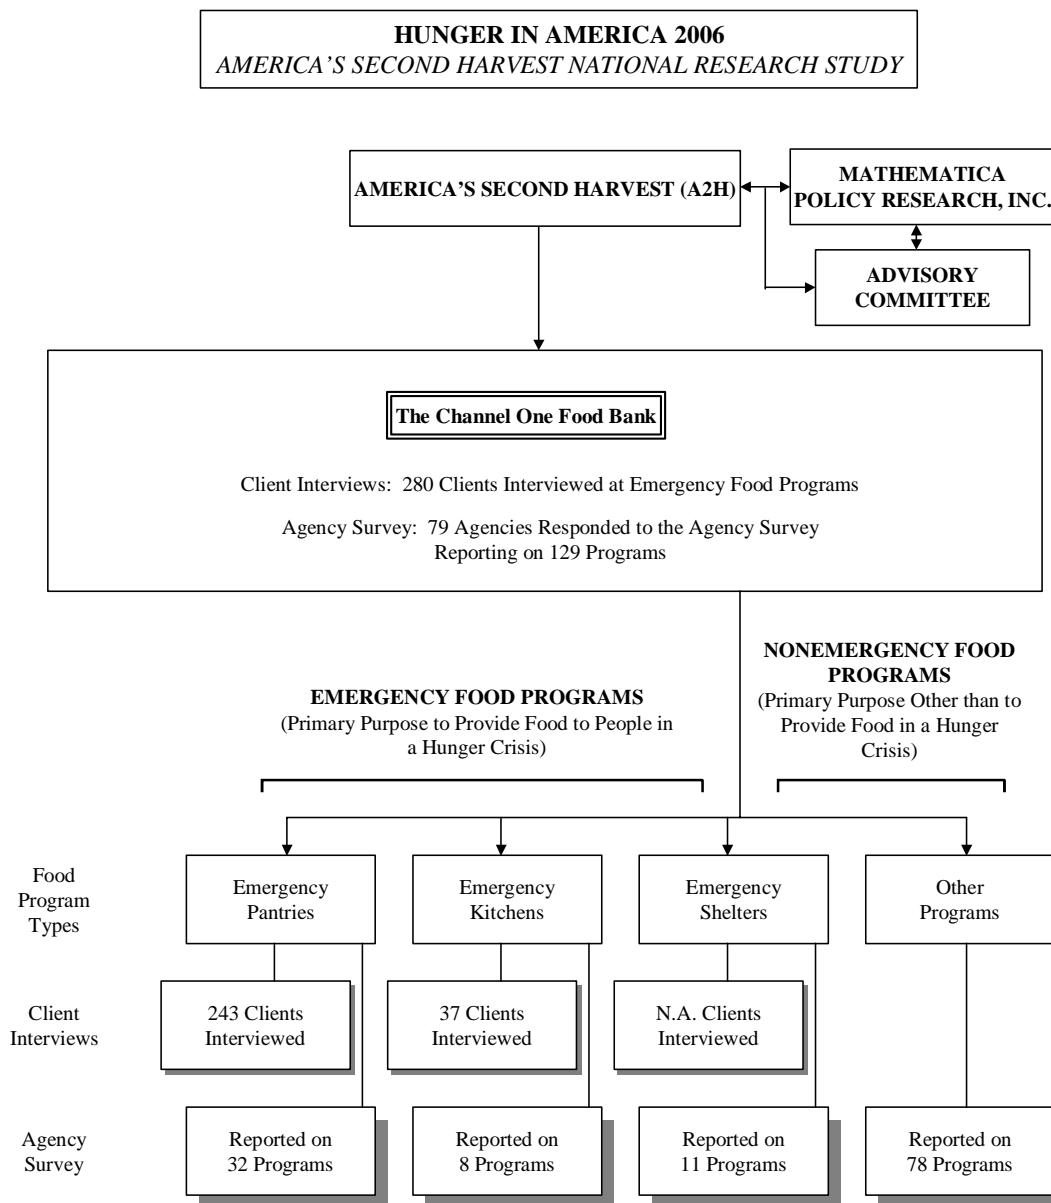 HUNGER IN AMERICA 2006
AMERICA'S SECOND HARVEST NATIONAL RESEARCH STUDY
AMERICA'S SECOND HARVEST (A2H)
MATHEMATICA
POLICY RESEARCH, INC.
ADVISORY
COMMITTEE
The Channel One Food Bank
Client Interviews: 280 Clients Interviewed at Emergency Food Programs
Agency Survey: 79 Agencies Responded to the Agency Survey
Reporting on 129 Programs
NONEMERGENCY FOOD
PROGRAMS
(Primary Purpose Other than to
Provide Food in a Hunger
Crisis)
EMERGENCY FOOD PROGRAMS
(Primary Purpose to Provide Food to People in
a Hunger Crisis)
Food
Program
Types
Emergency
Pantries
Emergency
Kitchens
Emergency
Shelters
Other
Programs
Client
Interviews
243 Clients
Interviewed
37 Clients
Interviewed
N.A. Clients
Interviewed
Agency
Survey
Reported on
32 Programs
Reported on
8 Programs
Reported on
11 Programs
Reported on
78 Programs